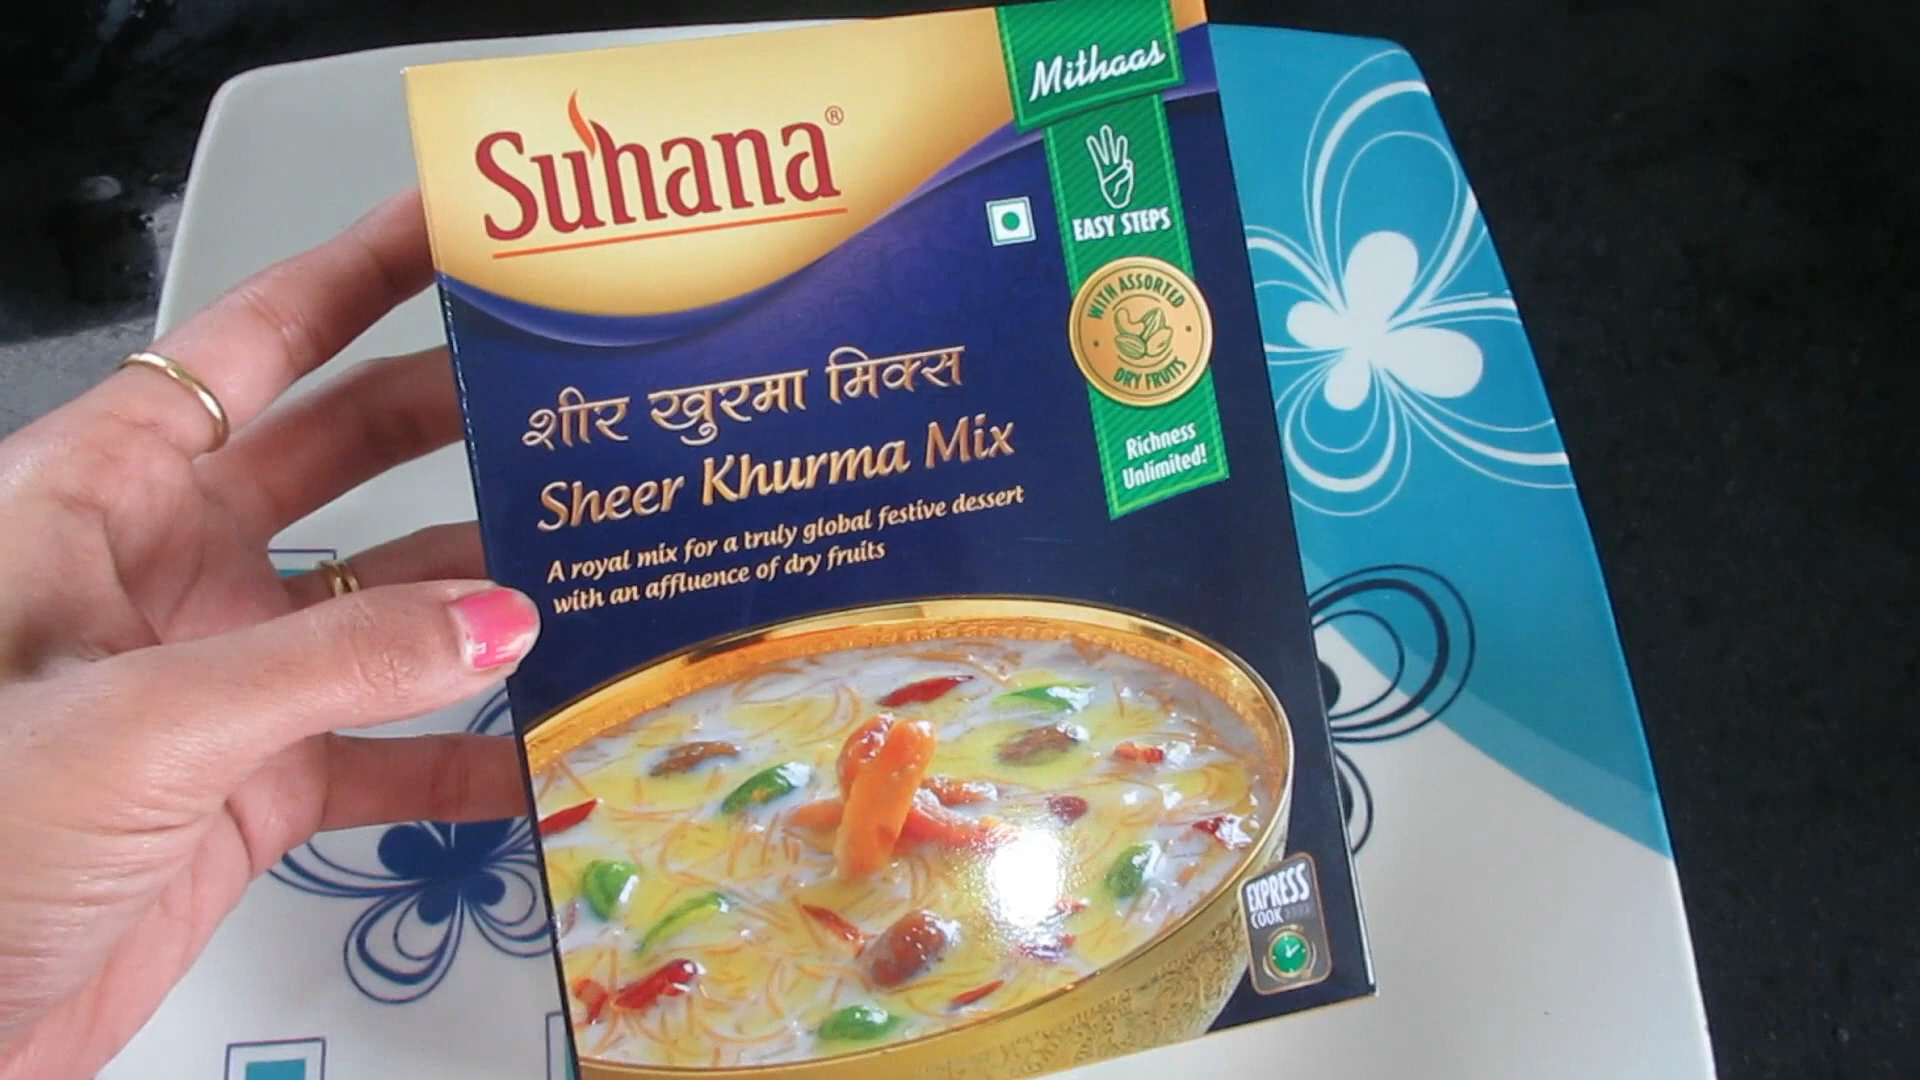 Mithaas
Suhana®
EASY STEPS
WITH ASSORTED
DRY FRUITS
Richness
Unlimited!
शीर खुरमा मिक्स
Sheer Khurma Mix
A royal mix for a truly global festive dessert
with an affluence of dry fruits
EXPRESS
COOK